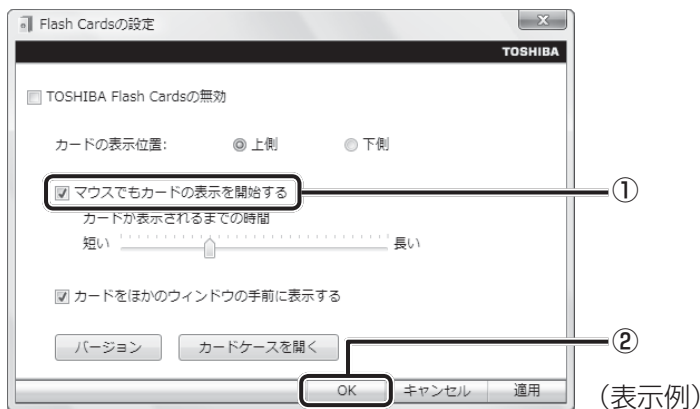 Flash Cardsの設定
TOSHIBA
TOSHIBA Flash Cardsの無効
カードの表示位置: 上側 下側
マウスでもカードの表示を開始する ①
カードが表示されるまでの時間
短い 長い
カードをほかのウィンドウの手前に表示する
バージョン カードケースを開く ②
OK キャンセル 適用 (表示例)